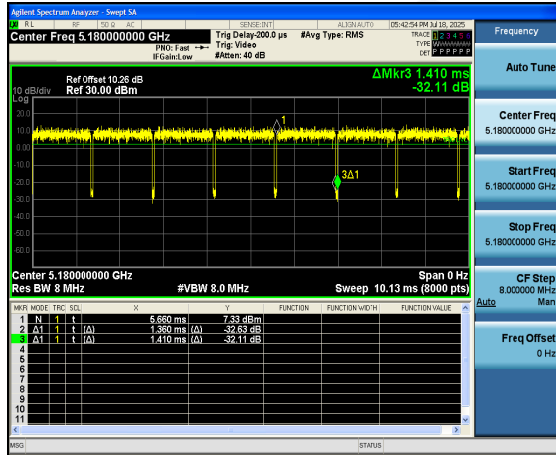 Agilent Spectrum Anayzer - Swept SA
RL RF 50 Ω AC SENSE:INT ALIGNAUTO 05:42:54 PM Jul 18, 2025
Center Freq 5.180000000 GHz
PNO: Fast
IFGain:Low
Trig Delay-200.0 µs
Trig: Video
#Atten: 40 dB
#Avg Type: RMS
TRACE 1 2 3 4 5 6
TYPE WWWWWW
DET P P P P P P
Ref Offset 10.26 dB
Ref 30.00 dBm
10 dB/div
Log
ΔMkr3 1.410 ms
-32.11 dB
20.0
10.0
0.00
-10.0
-20.0
-30.0
-40.0
-50.0
-60.0
1
3Δ1
Center 5.180000000 GHz
Span 0 Hz
Res BW 8 MHz #VBW 8.0 MHz Sweep 10.13 ms (8000 pts)
MKR MODE TRC SCL X Y FUNCTION FUNCTION WIDTH FUNCTION VALUE
1 N 1 t 5.660 ms 7.33 dBm
2 Δ1 1 t (Δ) 1.360 ms (Δ) -32.63 dB
3 Δ1 1 t (Δ) 1.410 ms (Δ) -32.11 dB
4
5
6
7
8
9
10
11
MSG STATUS
Frequency
Auto Tune
Center Freq
5.180000000 GHz
Start Freq
5.180000000 GHz
Stop Freq
5.180000000 GHz
CF Step
8.000000 MHz
Auto Man
Freq Offset
0 Hz